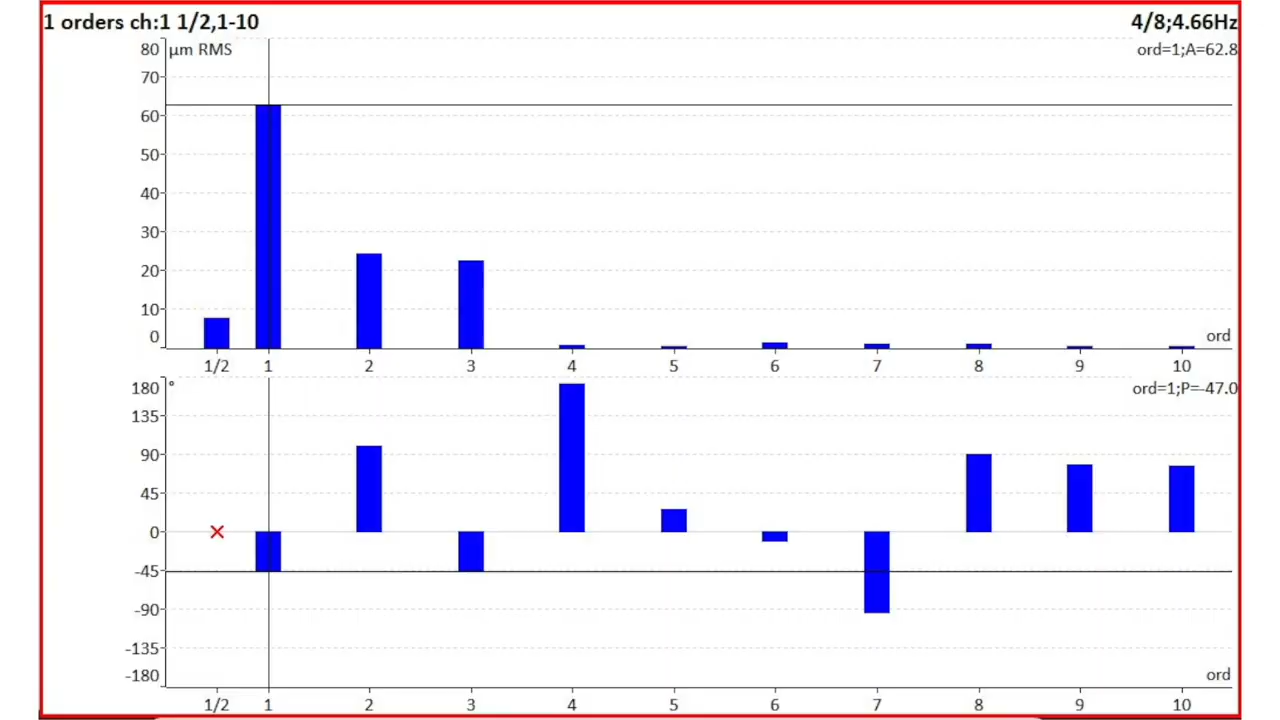 1 orders ch:1 1/2,1-10 4/8;4.66Hz
80 µm RMS ord=1;A=62.8
70
60
50
40
30
20
10
0 ord
1/2 1 2 3 4 5 6 7 8 9 10
180 ° ord=1;P=-47.0
135
90
45
0
-45
-90
-135
-180 ord
1/2 1 2 3 4 5 6 7 8 9 10